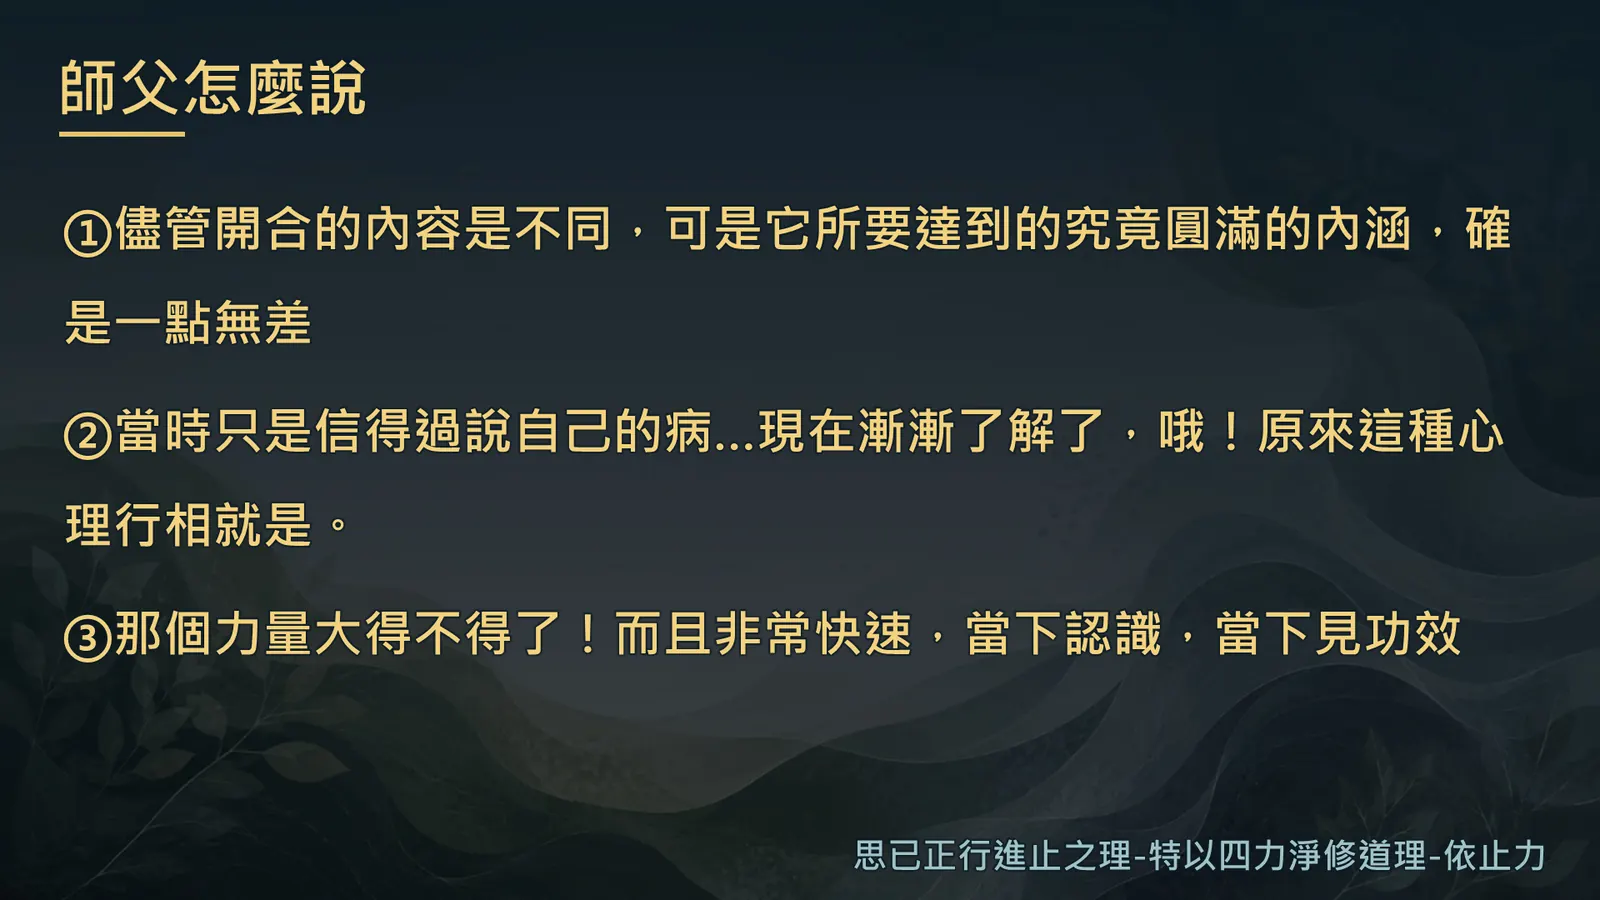 師父怎麼說
①儘管開合的內容是不同，可是它所要達到的究竟圓滿的內涵，確
是一點無差
②當時只是信得過說自己的病...現在漸漸了解了，哦！原來這種心
理行相就是。
③那個力量大得不得了！而且非常快速，當下認識，當下見功效
思已正行進止之理-特以四力淨修道理-依止力